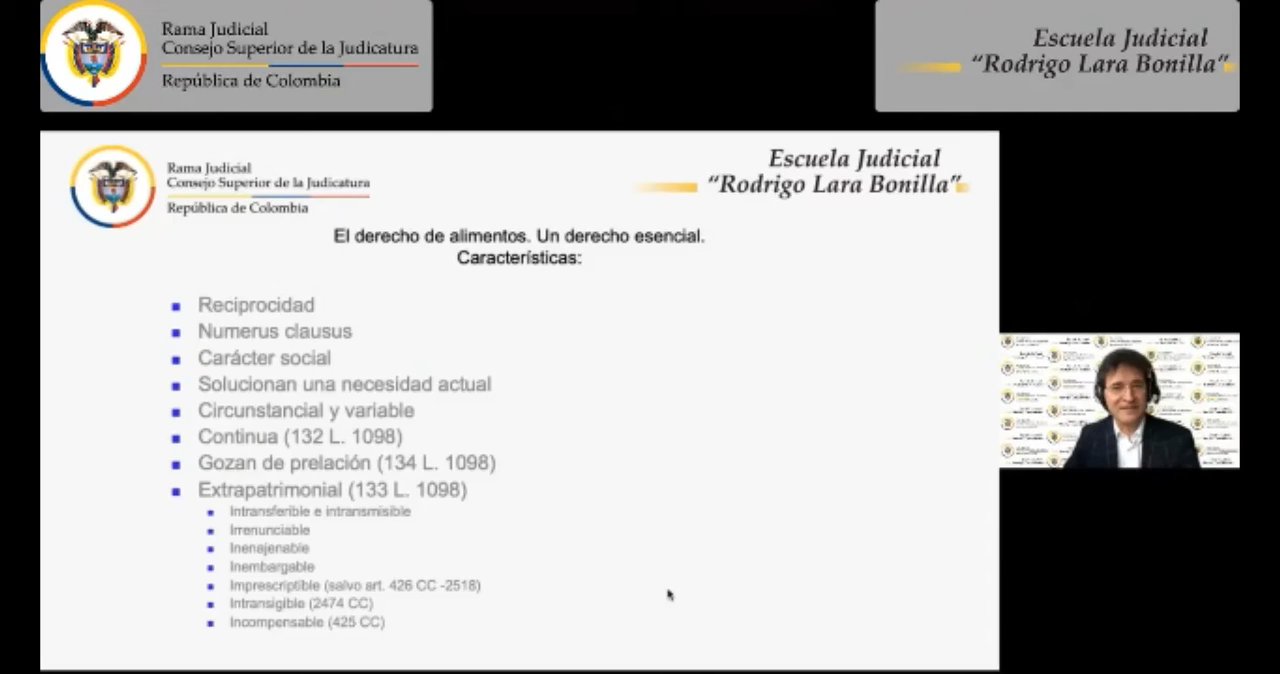 Rama Judicial
Consejo Superior de la Judicatura
República de Colombia
Escuela Judicial
“Rodrigo Lara Bonilla”
Rama Judicial
Consejo Superior de la Judicatura
República de Colombia
Escuela Judicial
“Rodrigo Lara Bonilla”
El derecho de alimentos. Un derecho esencial.
Características:
Reciprocidad
Numerus clausus
Carácter social
Solucionan una necesidad actual
Circunstancial y variable
Continua (132 L. 1098)
Gozan de prelación (134 L. 1098)
Extrapatrimonial (133 L. 1098)
Intransferible e intransmisible
Irrenunciable
Inenajenable
Inembargable
Imprescriptible (salvo art. 426 CC -2518)
Intransigible (2474 CC)
Incompensable (425 CC)